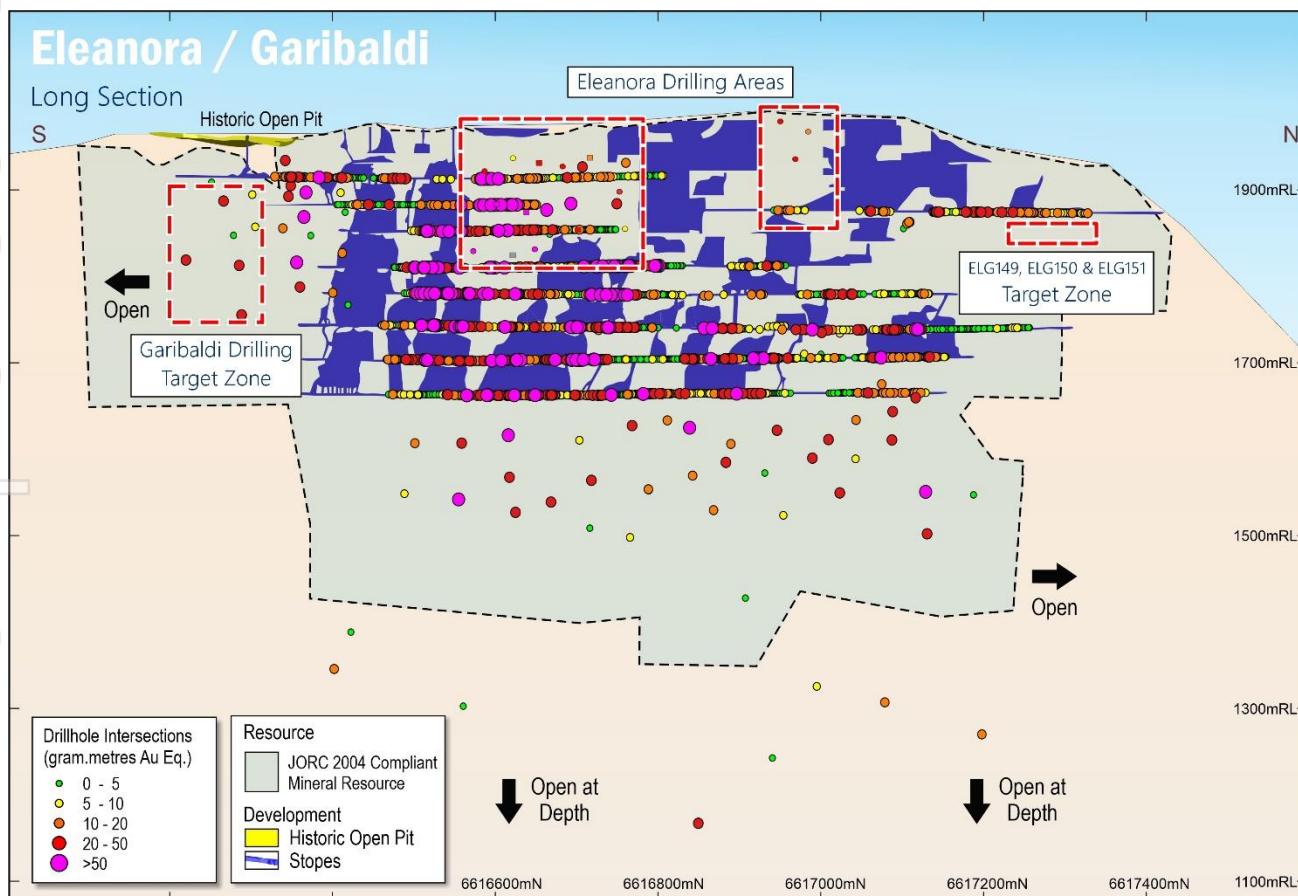 Eleanora / Garibaldi
Long Section
S
Historic Open Pit
Eleanora Drilling Areas
N
1900mRL
ELG149, ELG150 & ELG151
Target Zone
Open
Garibaldi Drilling
Target Zone
1700mRL
1500mRL
Open
1300mRL
Drillhole Intersections
(gram.metres Au Eq.)
0 - 5
5 - 10
10 - 20
20 - 50
>50
Resource
JORC 2004 Compliant
Mineral Resource
Development
Historic Open Pit
Stopes
Open at
Depth
Open at
Depth
6616600mN
6616800mN
6617000mN
6617200mN
6617400mN
1100mRL